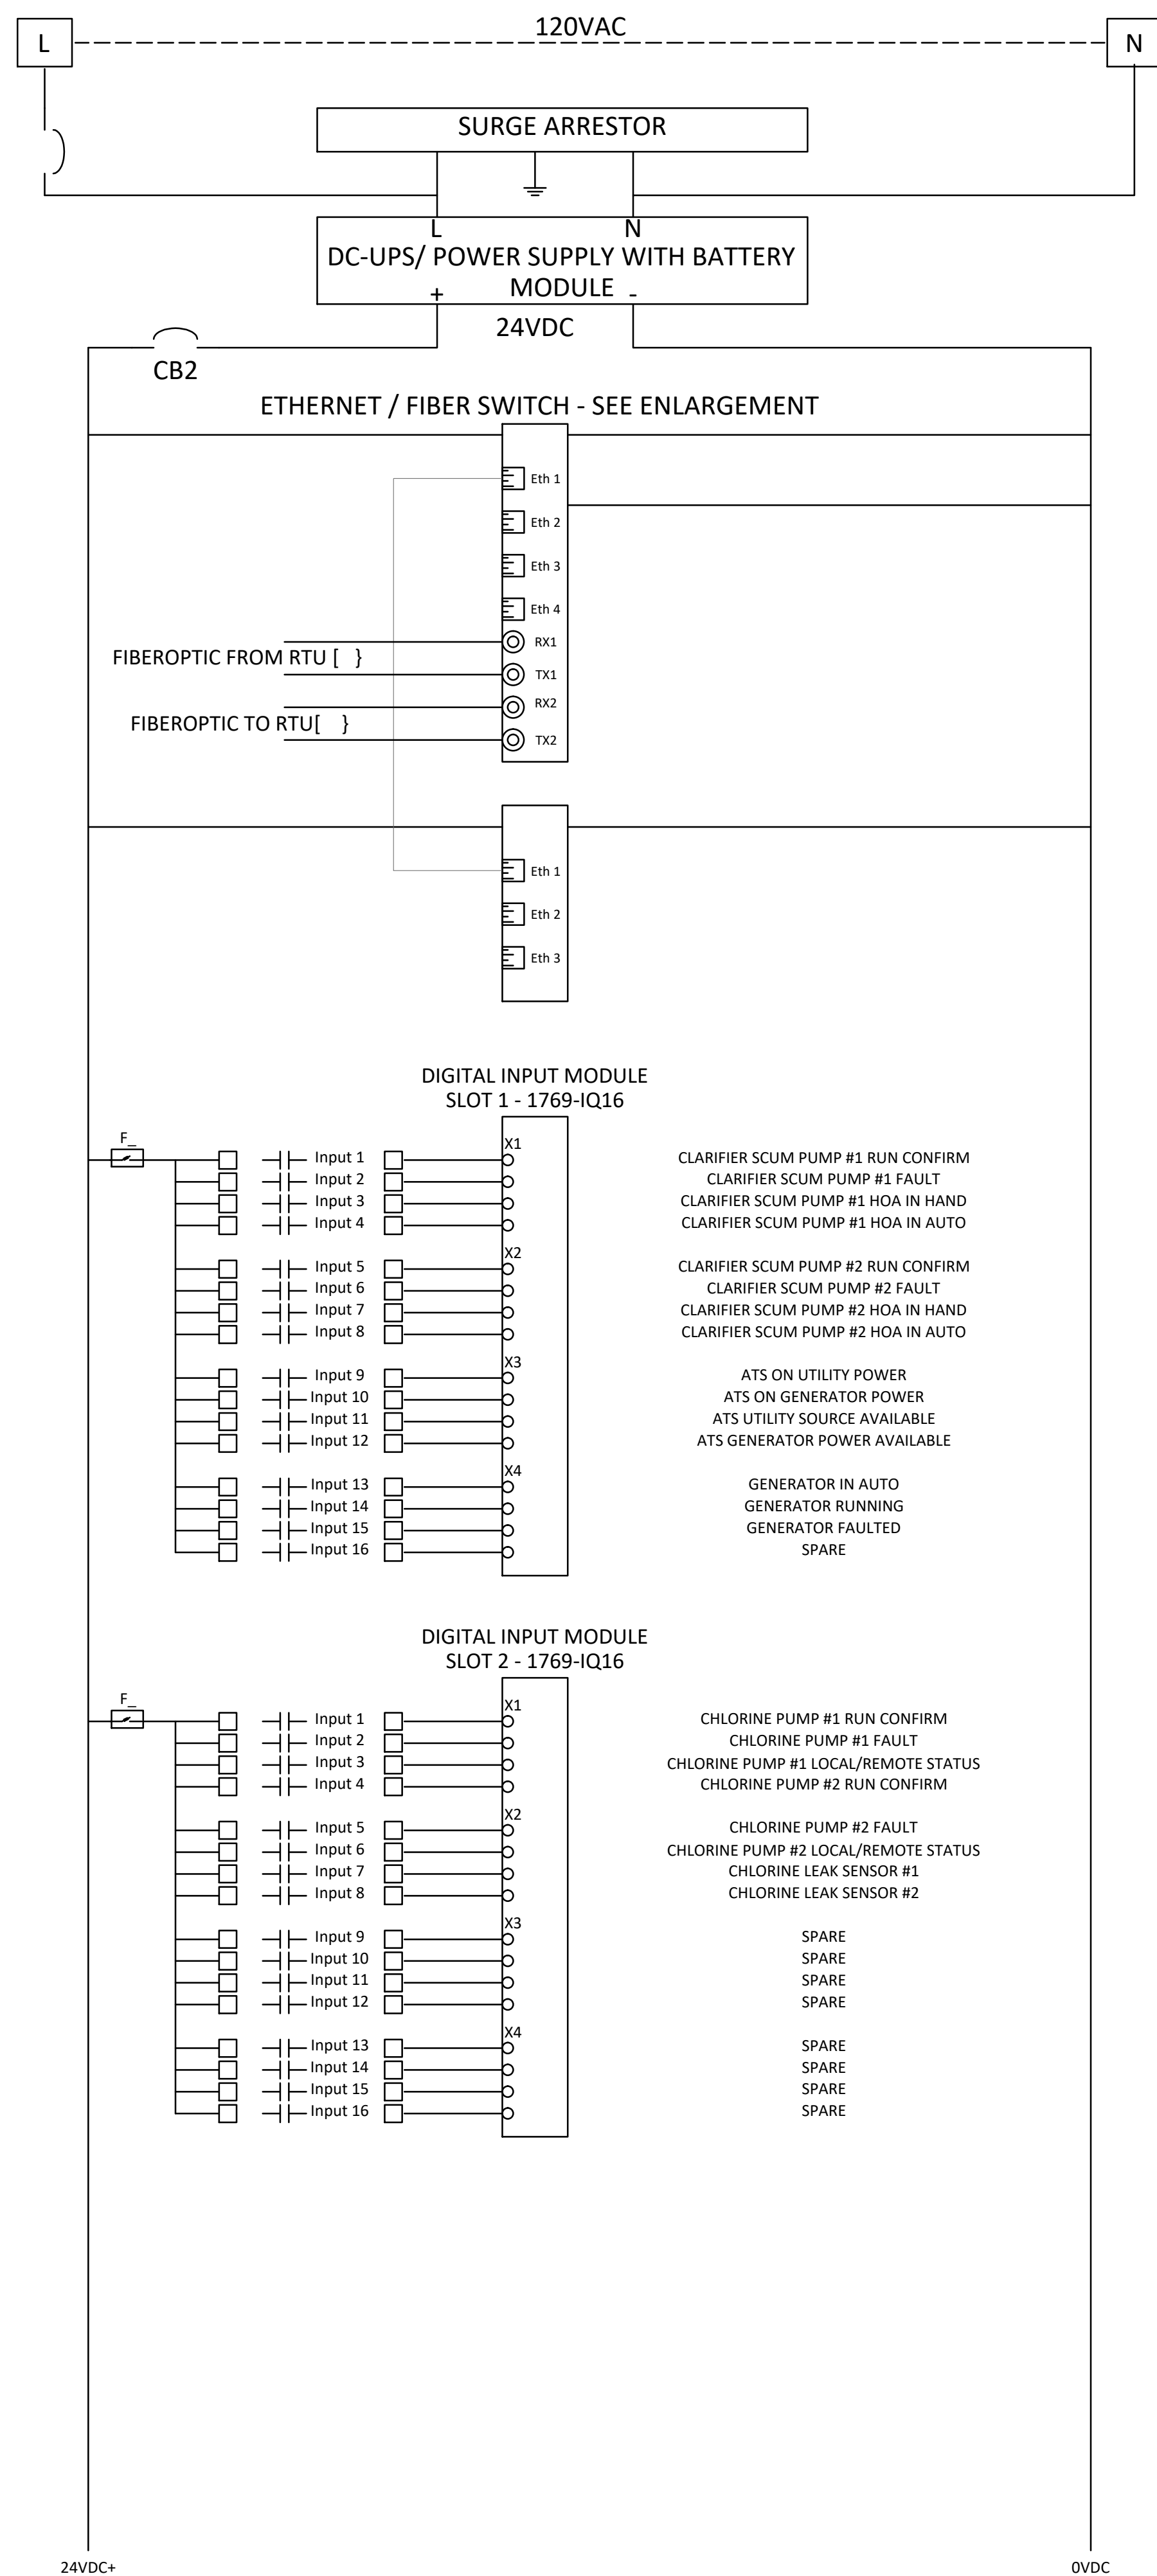 120VAC
L
N
SURGE ARRESTOR
L N
DC-UPS/ POWER SUPPLY WITH BATTERY
MODULE
+ -
24VDC
CB2
ETHERNET / FIBER SWITCH - SEE ENLARGEMENT
Eth 1
Eth 2
Eth 3
Eth 4
RX1
FIBEROPTIC FROM RTU [ }
TX1
RX2
FIBEROPTIC TO RTU[ }
TX2
Eth 1
Eth 2
Eth 3
DIGITAL INPUT MODULE
SLOT 1 - 1769-IQ16
F_
X1
Input 1 CLARIFIER SCUM PUMP #1 RUN CONFIRM
Input 2 CLARIFIER SCUM PUMP #1 FAULT
Input 3 CLARIFIER SCUM PUMP #1 HOA IN HAND
Input 4 CLARIFIER SCUM PUMP #1 HOA IN AUTO
X2
Input 5 CLARIFIER SCUM PUMP #2 RUN CONFIRM
Input 6 CLARIFIER SCUM PUMP #2 FAULT
Input 7 CLARIFIER SCUM PUMP #2 HOA IN HAND
Input 8 CLARIFIER SCUM PUMP #2 HOA IN AUTO
X3
Input 9 ATS ON UTILITY POWER
Input 10 ATS ON GENERATOR POWER
Input 11 ATS UTILITY SOURCE AVAILABLE
Input 12 ATS GENERATOR POWER AVAILABLE
X4
Input 13 GENERATOR IN AUTO
Input 14 GENERATOR RUNNING
Input 15 GENERATOR FAULTED
Input 16 SPARE
DIGITAL INPUT MODULE
SLOT 2 - 1769-IQ16
F_
X1
Input 1 CHLORINE PUMP #1 RUN CONFIRM
Input 2 CHLORINE PUMP #1 FAULT
Input 3 CHLORINE PUMP #1 LOCAL/REMOTE STATUS
Input 4 CHLORINE PUMP #2 RUN CONFIRM
X2
Input 5 CHLORINE PUMP #2 FAULT
Input 6 CHLORINE PUMP #2 LOCAL/REMOTE STATUS
Input 7 CHLORINE LEAK SENSOR #1
Input 8 CHLORINE LEAK SENSOR #2
X3
Input 9 SPARE
Input 10 SPARE
Input 11 SPARE
Input 12 SPARE
X4
Input 13 SPARE
Input 14 SPARE
Input 15 SPARE
Input 16 SPARE
24VDC+ 0VDC